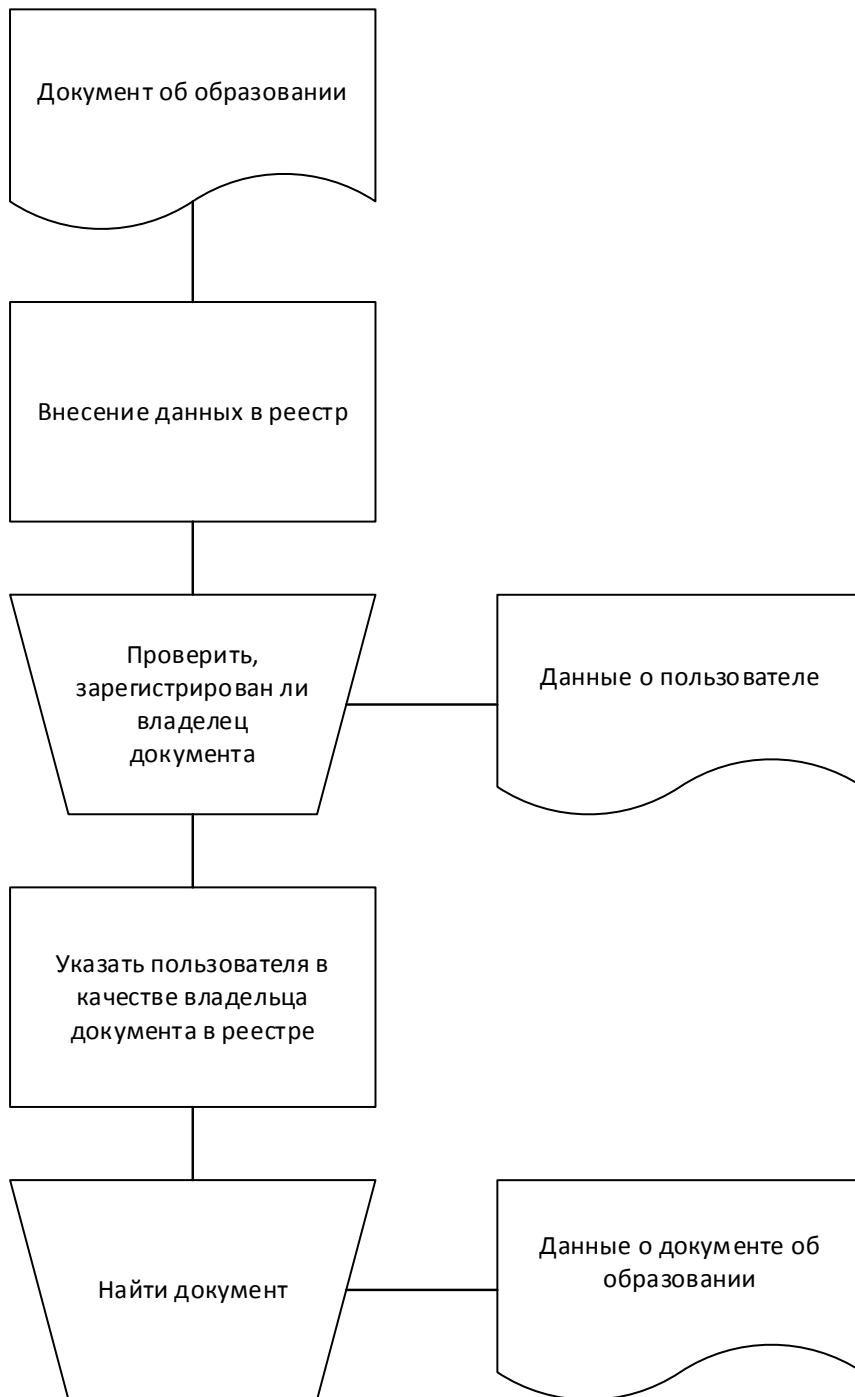 Документ об образовании
Внесение данных в реестр
Проверить,
зарегистрирован ли
владелец
документа
Данные о пользователе
Указать пользователя в
качестве владельца
документа в реестре
Найти документ
Данные о документе об
образовании